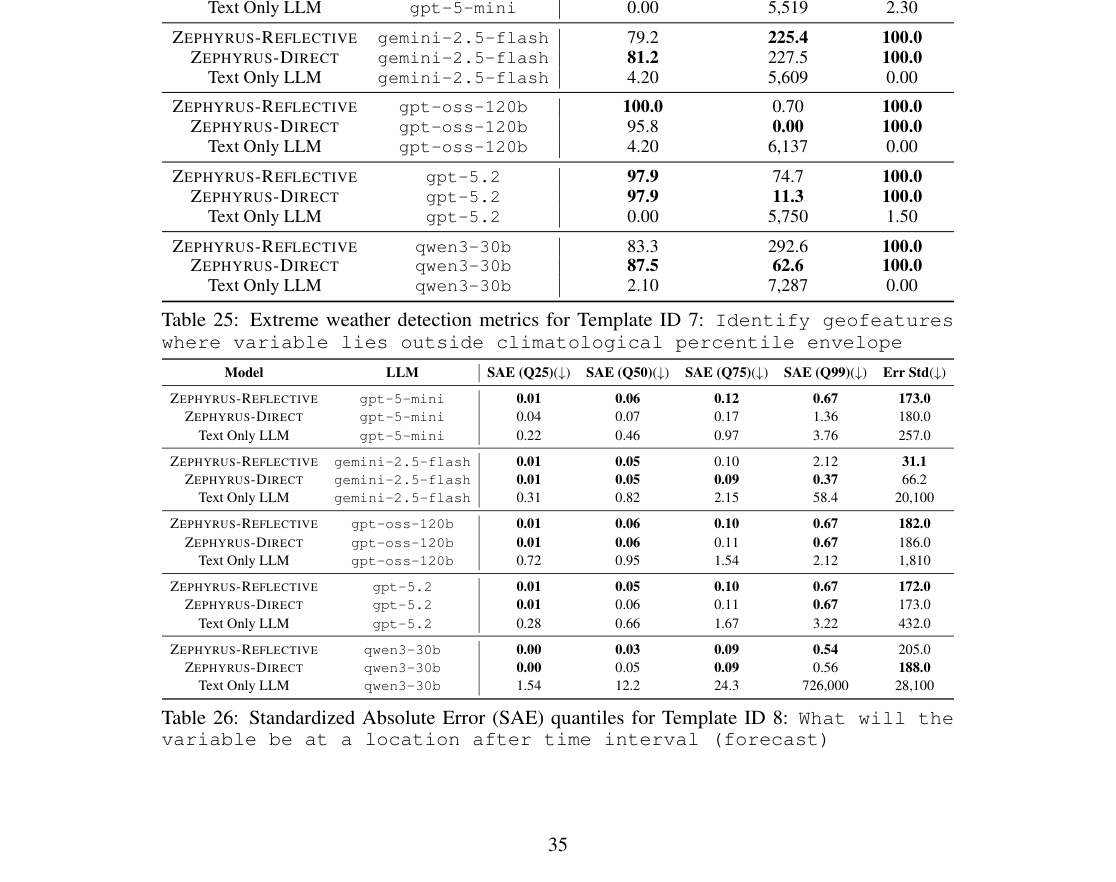 Text Only LLM gpt-5-mini 0.00 5,519 2.30
ZEPHYRUS-REFLECTIVE gemini-2.5-flash 79.2 225.4 100.0
ZEPHYRUS-DIRECT gemini-2.5-flash 81.2 227.5 100.0
Text Only LLM gemini-2.5-flash 4.20 5,609 0.00
ZEPHYRUS-REFLECTIVE gpt-oss-120b 100.0 0.70 100.0
ZEPHYRUS-DIRECT gpt-oss-120b 95.8 0.00 100.0
Text Only LLM gpt-oss-120b 4.20 6,137 0.00
ZEPHYRUS-REFLECTIVE gpt-5.2 97.9 74.7 100.0
ZEPHYRUS-DIRECT gpt-5.2 97.9 11.3 100.0
Text Only LLM gpt-5.2 0.00 5,750 1.50
ZEPHYRUS-REFLECTIVE qwen3-30b 83.3 292.6 100.0
ZEPHYRUS-DIRECT qwen3-30b 87.5 62.6 100.0
Text Only LLM qwen3-30b 2.10 7,287 0.00
Table 25: Extreme weather detection metrics for Template ID 7: Identify geofeatures
where variable lies outside climatological percentile envelope
Model LLM SAE (Q25)(↓) SAE (Q50)(↓) SAE (Q75)(↓) SAE (Q99)(↓) Err Std(↓)
ZEPHYRUS-REFLECTIVE gpt-5-mini 0.01 0.06 0.12 0.67 173.0
ZEPHYRUS-DIRECT gpt-5-mini 0.04 0.07 0.17 1.36 180.0
Text Only LLM gpt-5-mini 0.22 0.46 0.97 3.76 257.0
ZEPHYRUS-REFLECTIVE gemini-2.5-flash 0.01 0.05 0.10 2.12 31.1
ZEPHYRUS-DIRECT gemini-2.5-flash 0.01 0.05 0.09 0.37 66.2
Text Only LLM gemini-2.5-flash 0.31 0.82 2.15 58.4 20,100
ZEPHYRUS-REFLECTIVE gpt-oss-120b 0.01 0.06 0.10 0.67 182.0
ZEPHYRUS-DIRECT gpt-oss-120b 0.01 0.06 0.11 0.67 186.0
Text Only LLM gpt-oss-120b 0.72 0.95 1.54 2.12 1,810
ZEPHYRUS-REFLECTIVE gpt-5.2 0.01 0.05 0.10 0.67 172.0
ZEPHYRUS-DIRECT gpt-5.2 0.01 0.06 0.11 0.67 173.0
Text Only LLM gpt-5.2 0.28 0.66 1.67 3.22 432.0
ZEPHYRUS-REFLECTIVE qwen3-30b 0.00 0.03 0.09 0.54 205.0
ZEPHYRUS-DIRECT qwen3-30b 0.00 0.05 0.09 0.56 188.0
Text Only LLM qwen3-30b 1.54 12.2 24.3 726,000 28,100
Table 26: Standardized Absolute Error (SAE) quantiles for Template ID 8: What will the
variable be at a location after time interval (forecast)
35